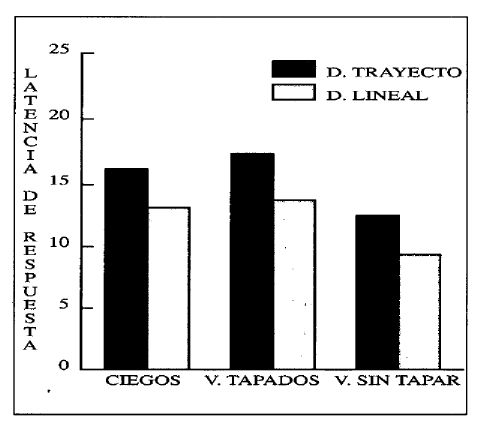 25
20
15
10
5
0
LATENCIA DE RESPUESTA
D. TRAYECTO
D. LINEAL
CIEGOS V. TAPADOS V. SIN TAPAR